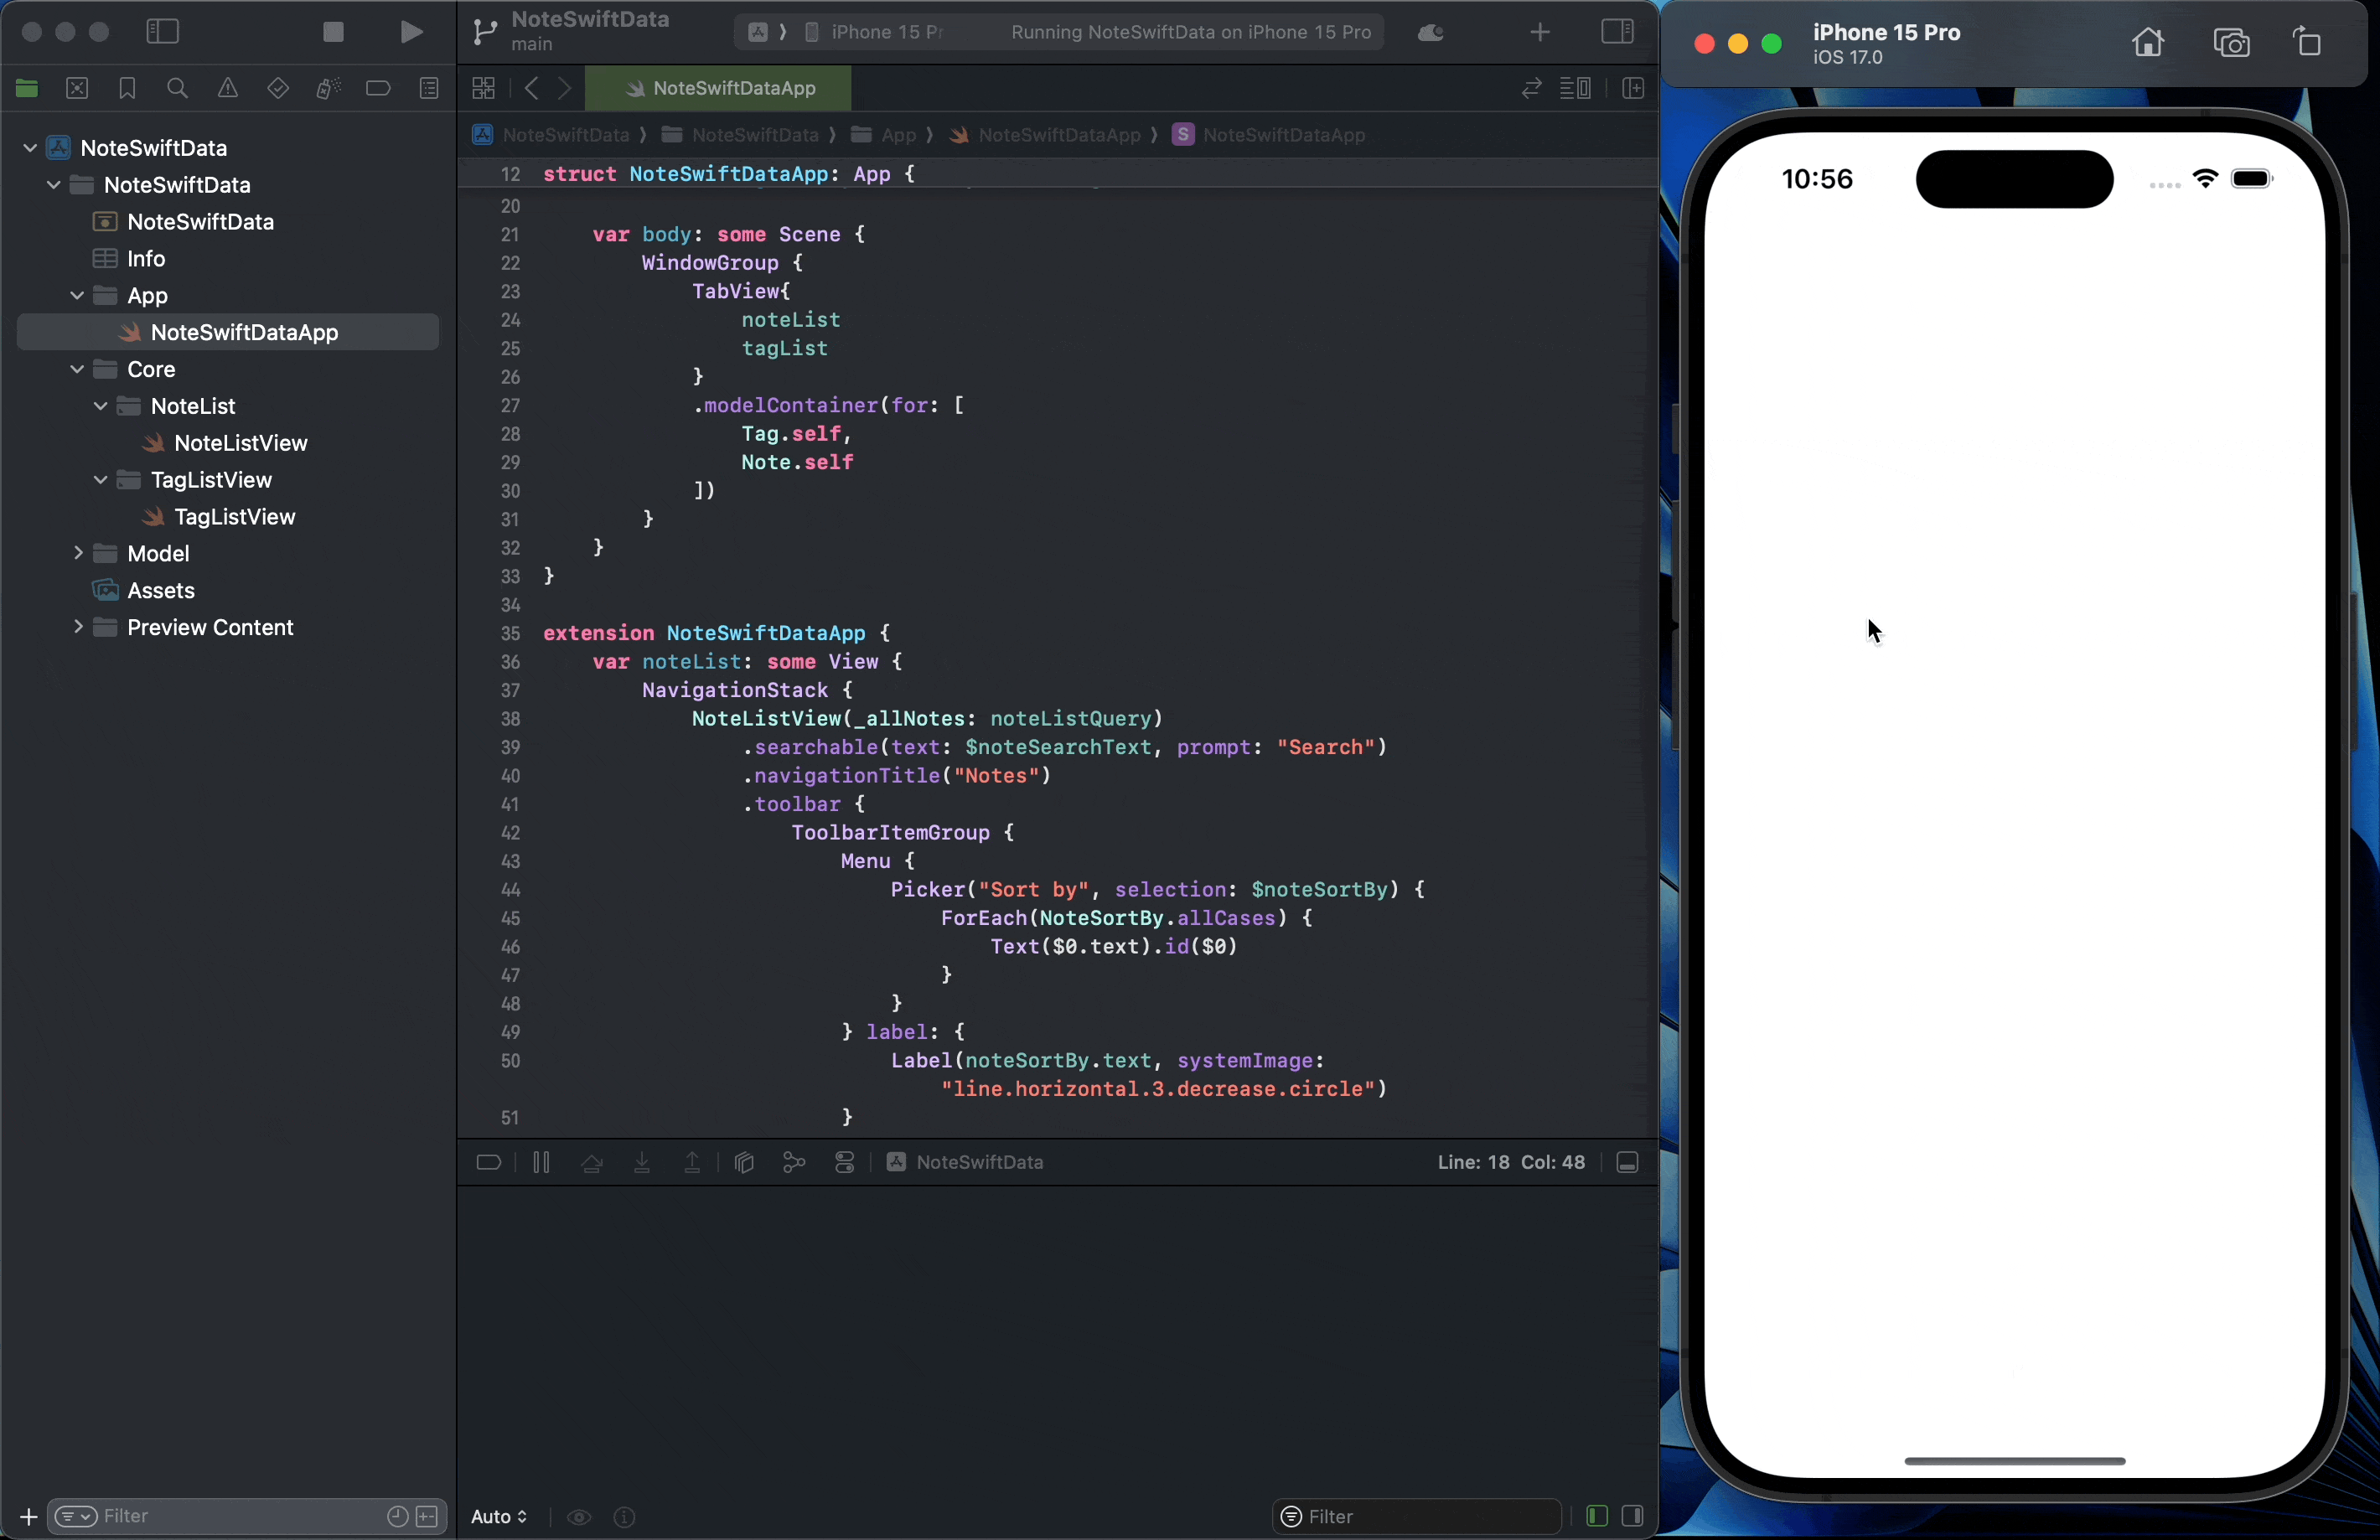 NoteSwiftData
main
iPhone 15 Pr
Running NoteSwiftData on iPhone 15 Pro
NoteSwiftDataApp
NoteSwiftData
NoteSwiftData
NoteSwiftData
Info
App
NoteSwiftDataApp
Core
NoteList
NoteListView
TagListView
TagListView
Model
Assets
Preview Content
Filter
NoteSwiftData 〉 NoteSwiftData 〉 App 〉 NoteSwiftDataApp 〉 S NoteSwiftDataApp
12 struct NoteSwiftDataApp: App {
20
21 var body: some Scene {
22 WindowGroup {
23 TabView{
24 noteList
25 tagList
26 }
27 .modelContainer(for: [
28 Tag.self,
29 Note.self
30 ])
31 }
32 }
33 }
34
35 extension NoteSwiftDataApp {
36 var noteList: some View {
37 NavigationStack {
38 NoteListView(_allNotes: noteListQuery)
39 .searchable(text: $noteSearchText, prompt: "Search")
40 .navigationTitle("Notes")
41 .toolbar {
42 ToolbarItemGroup {
43 Menu {
44 Picker("Sort by", selection: $noteSortBy) {
45 ForEach(NoteSortBy.allCases) {
46 Text($0.text).id($0)
47 }
48 }
49 } label: {
50 Label(noteSortBy.text, systemImage:
"line.horizontal.3.decrease.circle")
51 }
NoteSwiftData
Line: 18 Col: 48
Auto
Filter
iPhone 15 Pro
iOS 17.0
10:56